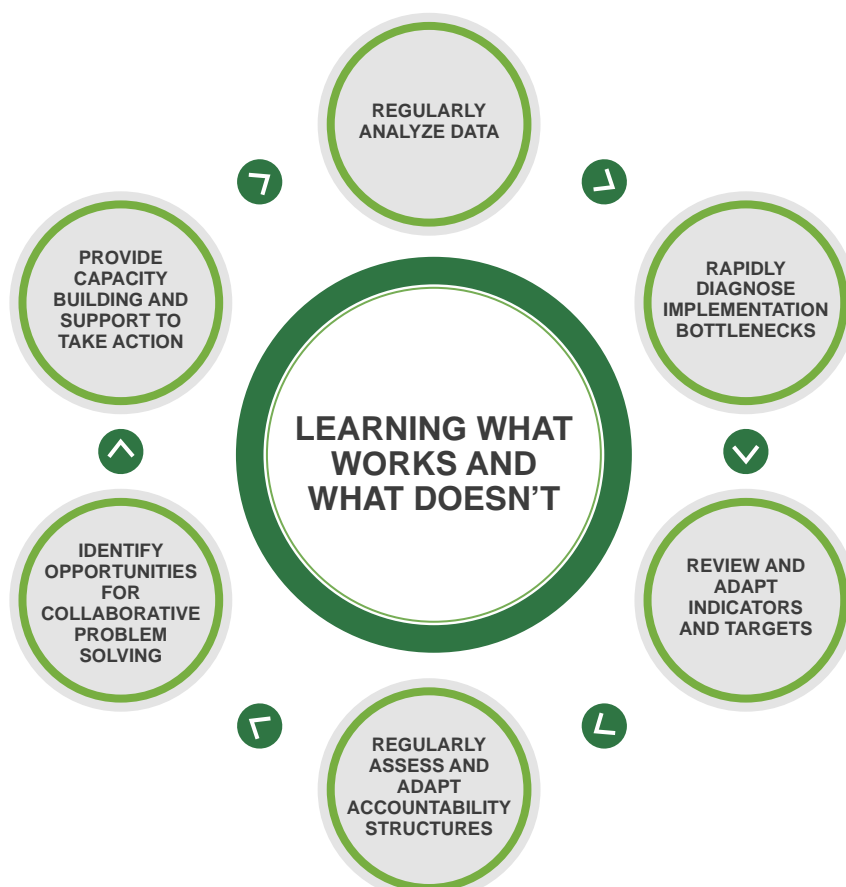 REGULARLY
ANALYZE DATA
RAPIDLY
DIAGNOSE
IMPLEMENTATION
BOTTLENECKS
REVIEW AND
ADAPT
INDICATORS
AND TARGETS
REGULARLY
ASSESS AND
ADAPT
ACCOUNTABILITY
STRUCTURES
IDENTIFY
OPPORTUNITIES
FOR
COLLABORATIVE
PROBLEM
SOLVING
PROVIDE
CAPACITY
BUILDING AND
SUPPORT TO
TAKE ACTION
LEARNING WHAT
WORKS AND
WHAT DOESN’T